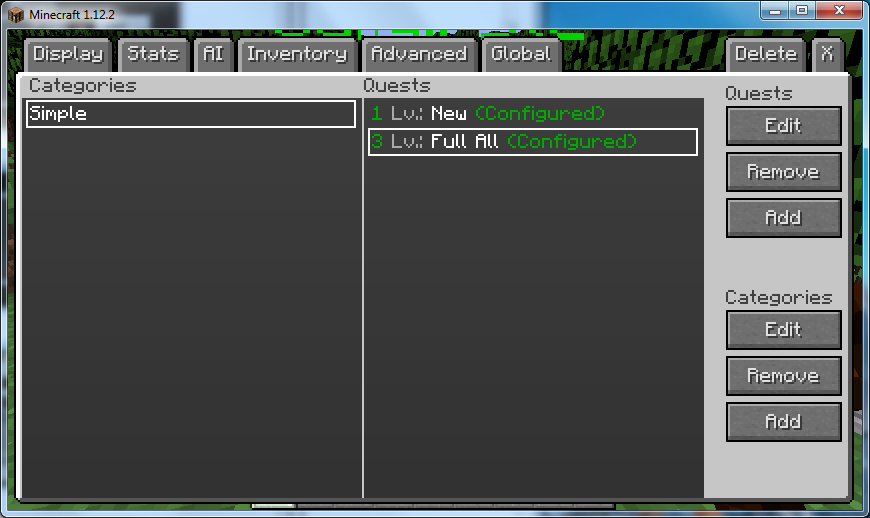 Minecraft 1.12.2
Display Stats AI Inventory Advanced Global Delete X
Categories
Simple
Quests
1 Lv.: New (Configured)
3 Lv.: Full All (Configured)
Quests
Edit
Remove
Add
Categories
Edit
Remove
Add